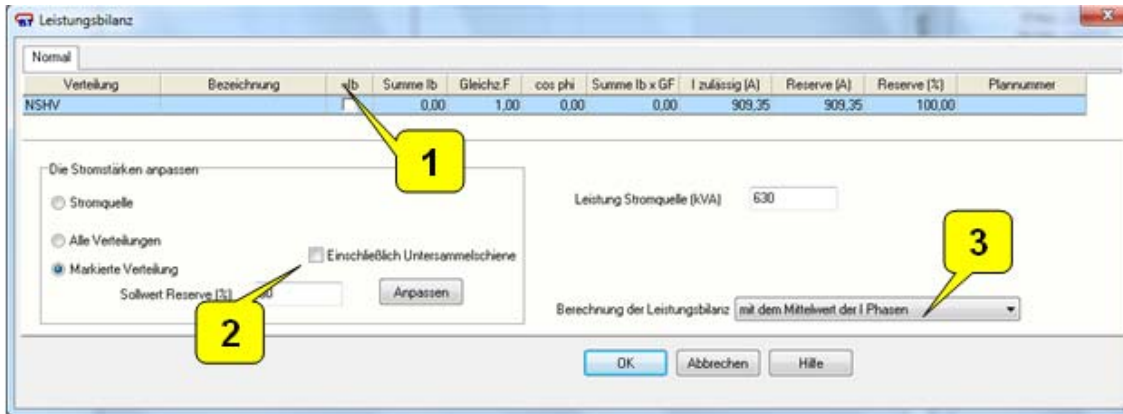 Leistungsbilanz
Normal
Verteilung Bezeichnung Summe Ib Gleichz.F cos phi Summe Ib x GF I zulässig (A) Reserve (A) Reserve (%) Plannummer
NSHV 0,00 1,00 0,00 0,00 909,35 909,35 100,00
1
Die Stromstärken anpassen
Stromquelle
Leistung Stromquelle (kVA) 630
Alle Verteilungen
Einschließlich Untersammelschiene
Markierte Verteilung
3
Sollwert Reserve (%) Anpassen
2
Berechnung der Leistungsbilanz mit dem Mittelwert der I Phasen
OK Abbrechen Hilfe